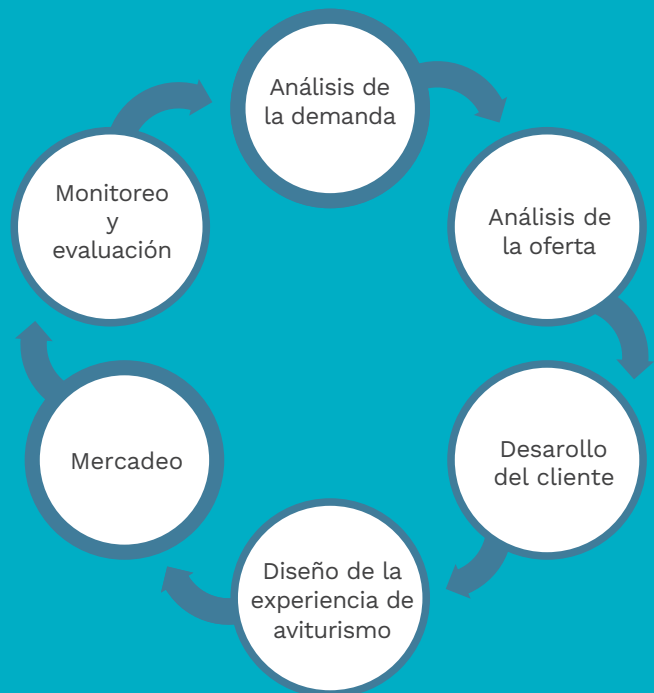 Análisis de
la demanda
Análisis de
la oferta
Desarollo
del cliente
Diseño de la
experiencia de
aviturismo
Mercadeo
Monitoreo
y
evaluación